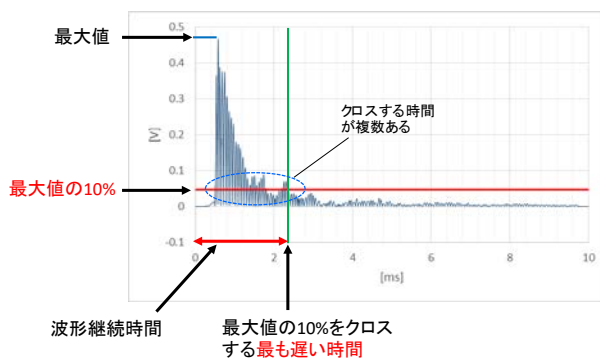 最大値
0.5
0.4
0.3
0.2
0.1
0
-0.1
[V]
クロスする時間
が複数ある
最大値の10%
0
2
4
6
8
10
[ms]
波形継続時間
最大値の10%をクロス
する最も遅い時間